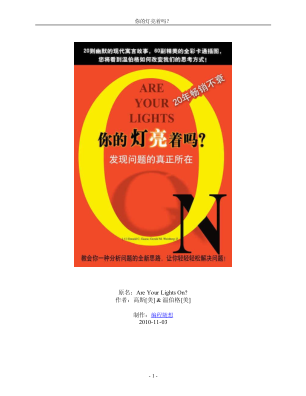 你的灯亮着吗?
20则幽默的现代寓言故事，60副精美的全彩卡通插图，
您将看到温伯格如何改变我们的思考方式！
ARE
YOUR
LIGHTS
20年畅销不衰
你的灯亮着吗?
发现问题的真正所在
ON
教会你一种分析问题的全新思路，让你轻轻松松解决问题!
原名：Are Your Lights On?
作者：高斯[美] & 温伯格[美]
制作：编程随想
2010-11-03
- 1 -